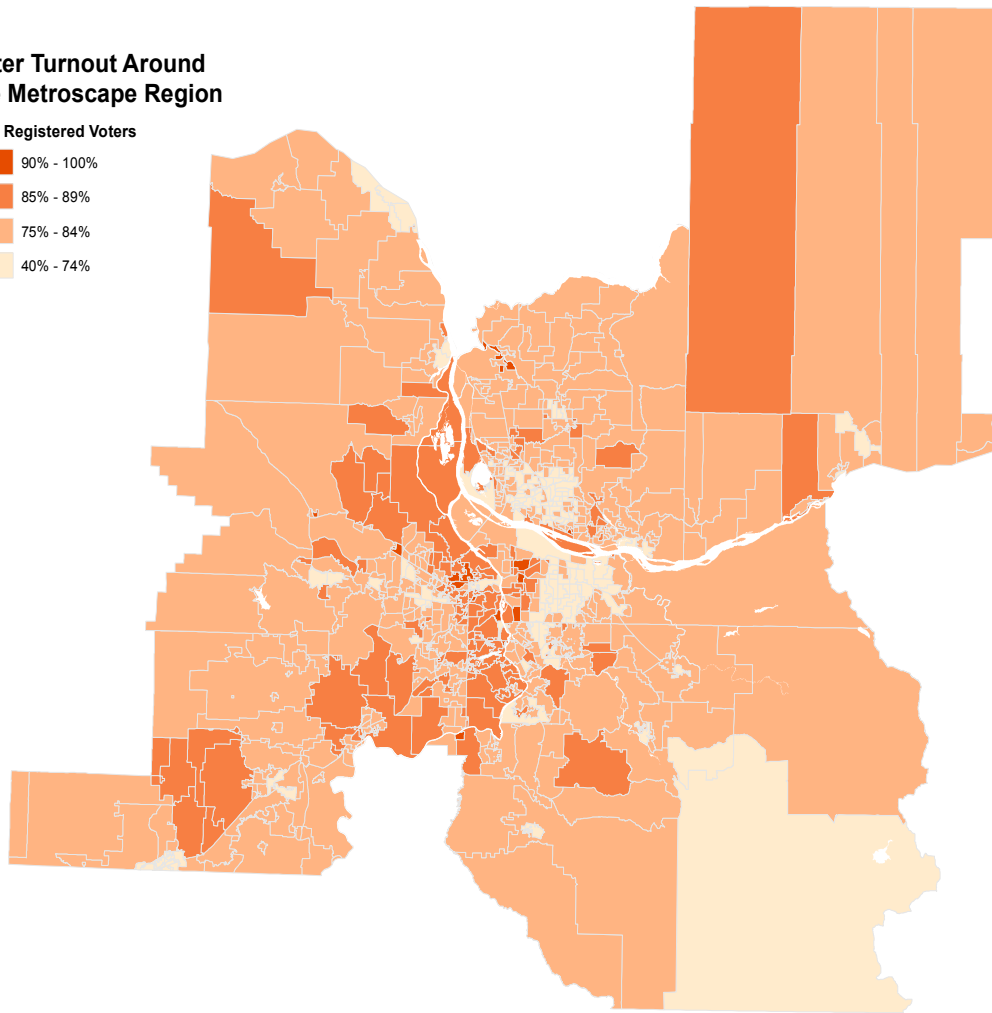 ter Turnout Around
Metroscape Region
Registered Voters
90% - 100%
85% - 89%
75% - 84%
40% - 74%